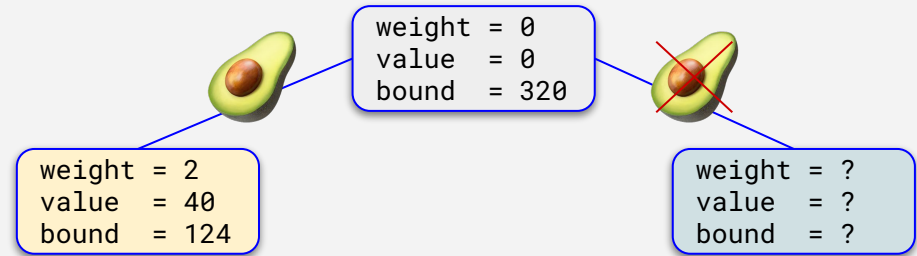 weight = 0
value  = 0
bound  = 320
weight = 2
value  = 40
bound  = 124
weight = ?
value  = ?
bound  = ?